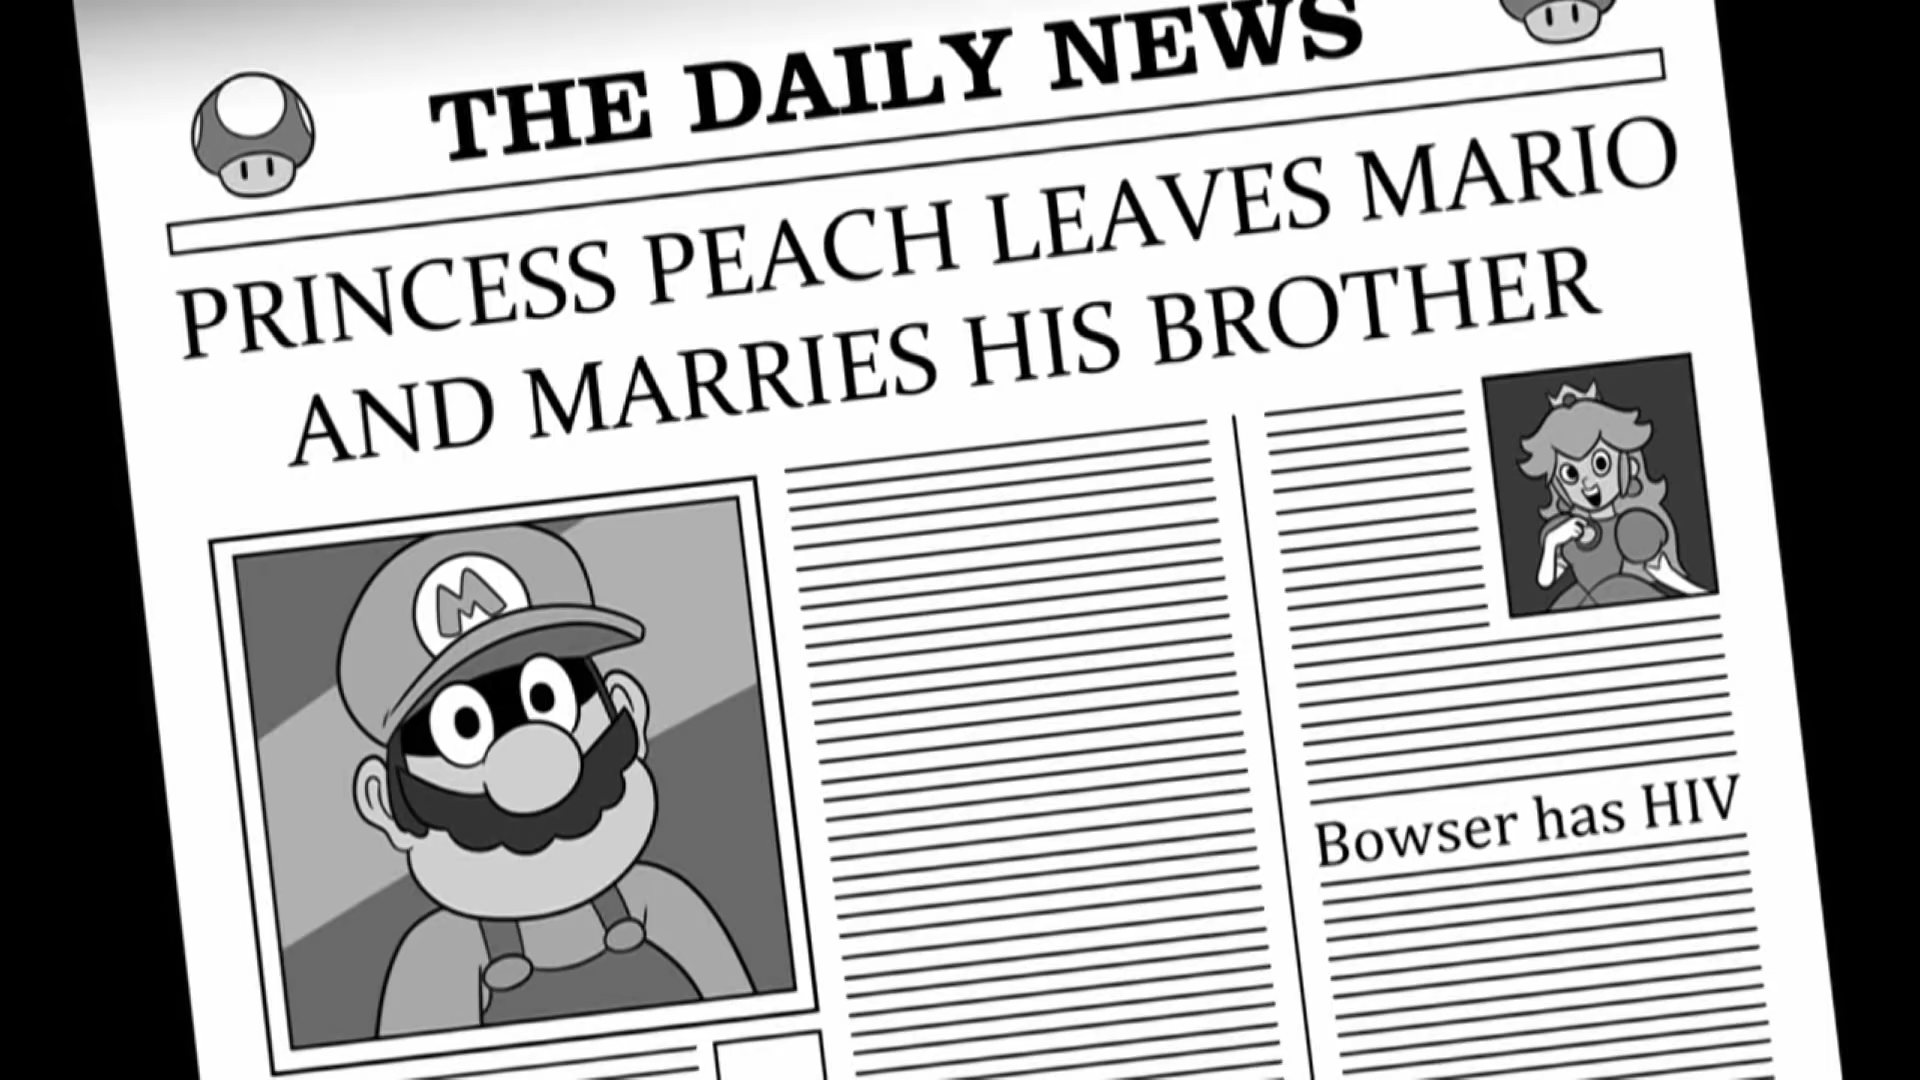 THE DAILY NEWS
PRINCESS PEACH LEAVES MARIO
AND MARRIES HIS BROTHER
M
Bowser has HIV